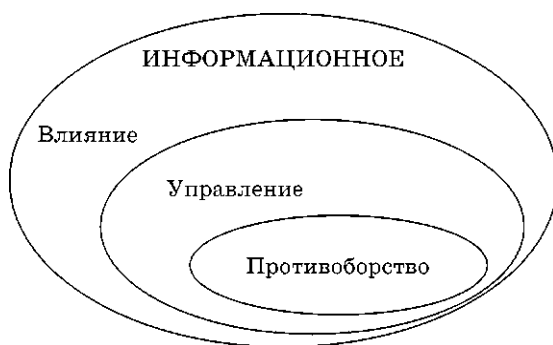 ИНФОРМАЦИОННОЕ
Влияние
Управление
Противоборство